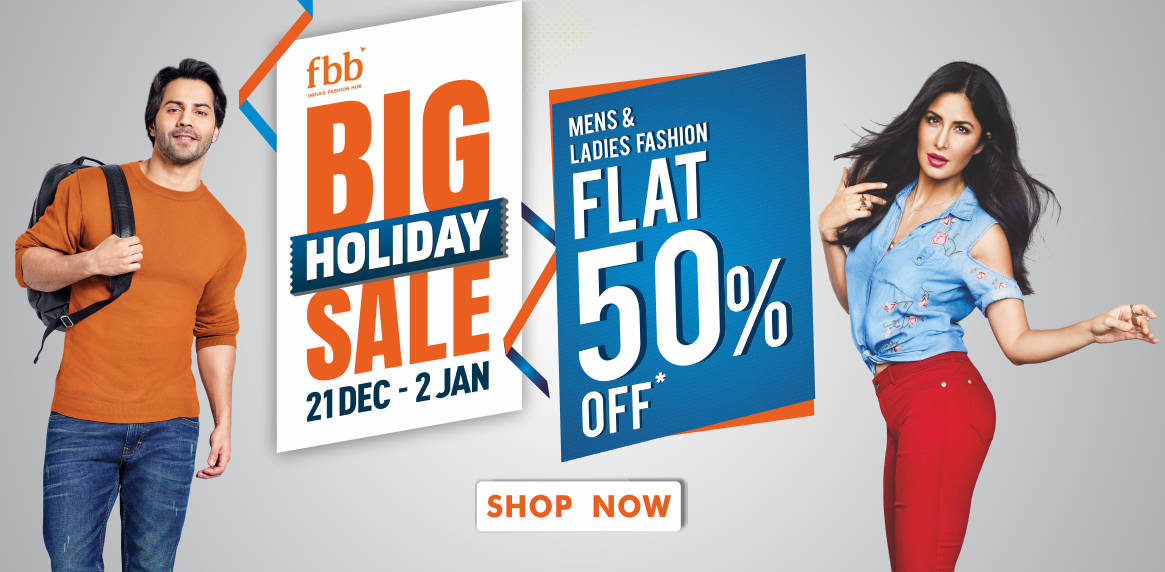 fbb
INDIA'S FASHION HUB
BIG
HOLIDAY
SALE
21 DEC - 2 JAN
MENS &
LADIES FASHION
FLAT
50%
OFF*
SHOP NOW